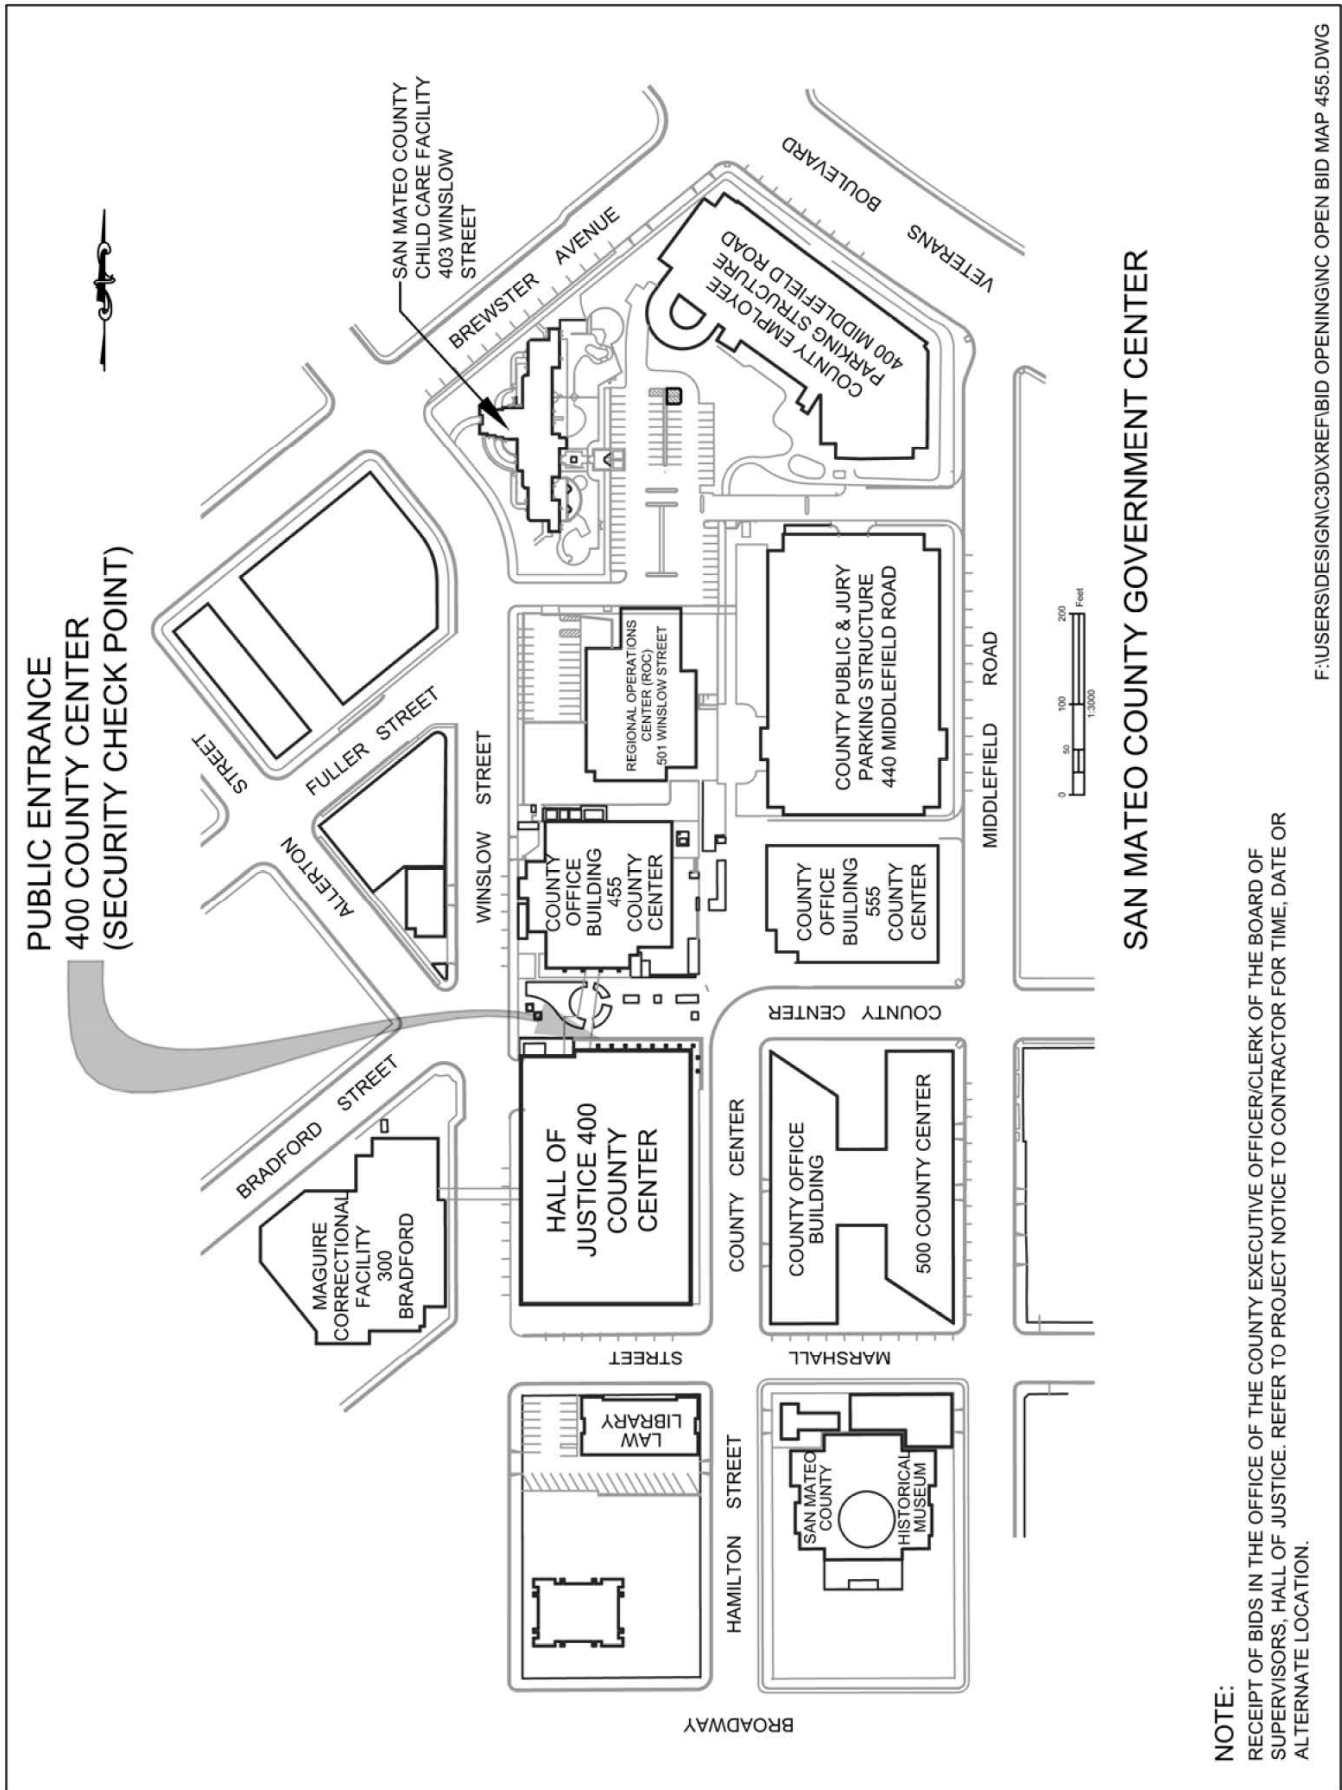 PUBLIC ENTRANCE
400 COUNTY CENTER
(SECURITY CHECK POINT)
SAN MATEO COUNTY
CHILD CARE FACILITY
403 WINSLOW
STREET
BREWSTER AVENUE
VETERANS BOULEVARD
COUNTY EMPLOYEE
PARKING STRUCTURE
400 MIDDLEFIELD ROAD
ALLERTON STREET
FULLER STREET
WINSLOW STREET
BRADFORD STREET
MAGUIRE
CORRECTIONAL
FACILITY
300
BRADFORD
REGIONAL OPERATIONS
CENTER (ROC)
501 WINSLOW STREET
COUNTY
OFFICE
BUILDING
455
COUNTY
CENTER
HALL OF
JUSTICE 400
COUNTY
CENTER
COUNTY PUBLIC & JURY
PARKING STRUCTURE
440 MIDDLEFIELD ROAD
COUNTY
OFFICE
BUILDING
555
COUNTY
CENTER
COUNTY CENTER
COUNTY CENTER
COUNTY OFFICE
BUILDING
500 COUNTY CENTER
MARSHALL STREET
LAW
LIBRARY
HAMILTON STREET
SAN MATEO
COUNTY
HISTORICAL
MUSEUM
BROADWAY
MIDDLEFIELD ROAD
0 50 100 200 Feet
1:3000
SAN MATEO COUNTY GOVERNMENT CENTER
NOTE:
RECEIPT OF BIDS IN THE OFFICE OF THE COUNTY EXECUTIVE OFFICER/CLERK OF THE BOARD OF
SUPERVISORS, HALL OF JUSTICE. REFER TO PROJECT NOTICE TO CONTRACTOR FOR TIME, DATE OR
ALTERNATE LOCATION.
F:\USERS\DESIGN\C3D\XREF\BID OPENING\NC OPEN BID MAP 455.DWG